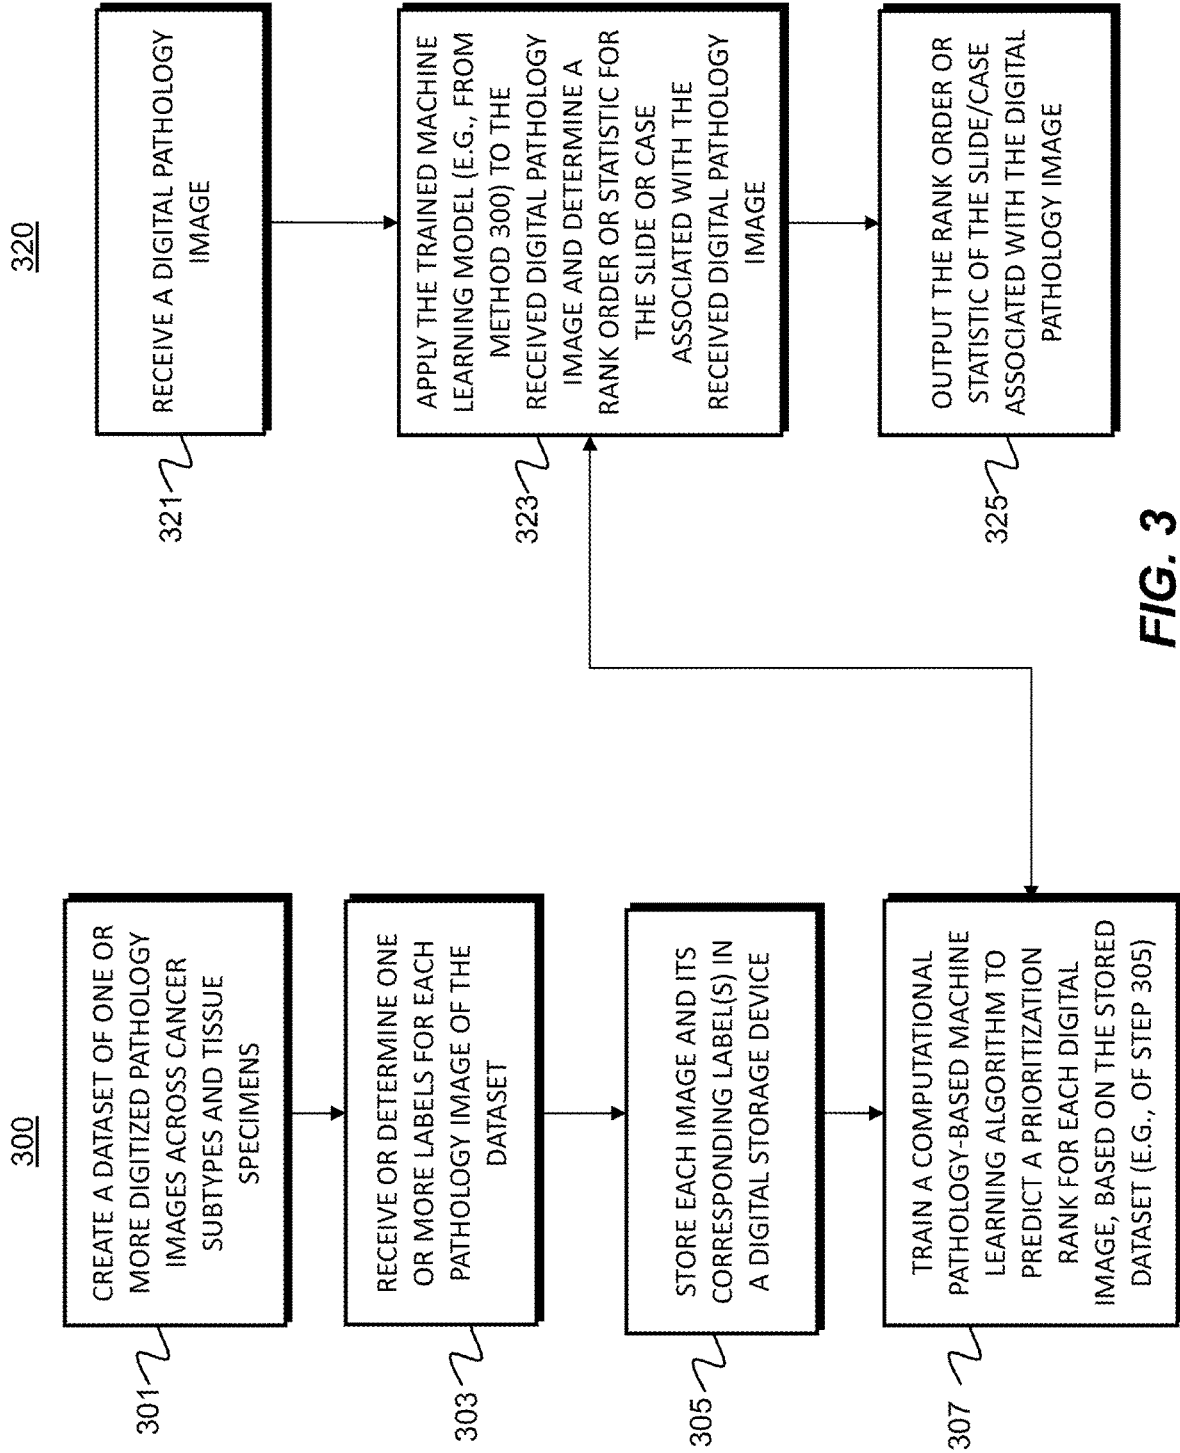 300
301
CREATE A DATASET OF ONE OR
MORE DIGITIZED PATHOLOGY
IMAGES ACROSS CANCER
SUBTYPES AND TISSUE
SPECIMENS
303
RECEIVE OR DETERMINE ONE
OR MORE LABELS FOR EACH
PATHOLOGY IMAGE OF THE
DATASET
305
STORE EACH IMAGE AND ITS
CORRESPONDING LABEL(S) IN
A DIGITAL STORAGE DEVICE
307
TRAIN A COMPUTATIONAL
PATHOLOGY-BASED MACHINE
LEARNING ALGORITHM TO
PREDICT A PRIORITIZATION
RANK FOR EACH DIGITAL
IMAGE, BASED ON THE STORED
DATASET (E.G., OF STEP 305)
320
321
RECEIVE A DIGITAL PATHOLOGY
IMAGE
323
APPLY THE TRAINED MACHINE
LEARNING MODEL (E.G., FROM
METHOD 300) TO THE
RECEIVED DIGITAL PATHOLOGY
IMAGE AND DETERMINE A
RANK ORDER OR STATISTIC FOR
THE SLIDE OR CASE
ASSOCIATED WITH THE
RECEIVED DIGITAL PATHOLOGY
IMAGE
325
OUTPUT THE RANK ORDER OR
STATISTIC OF THE SLIDE/CASE
ASSOCIATED WITH THE DIGITAL
PATHOLOGY IMAGE
FIG. 3